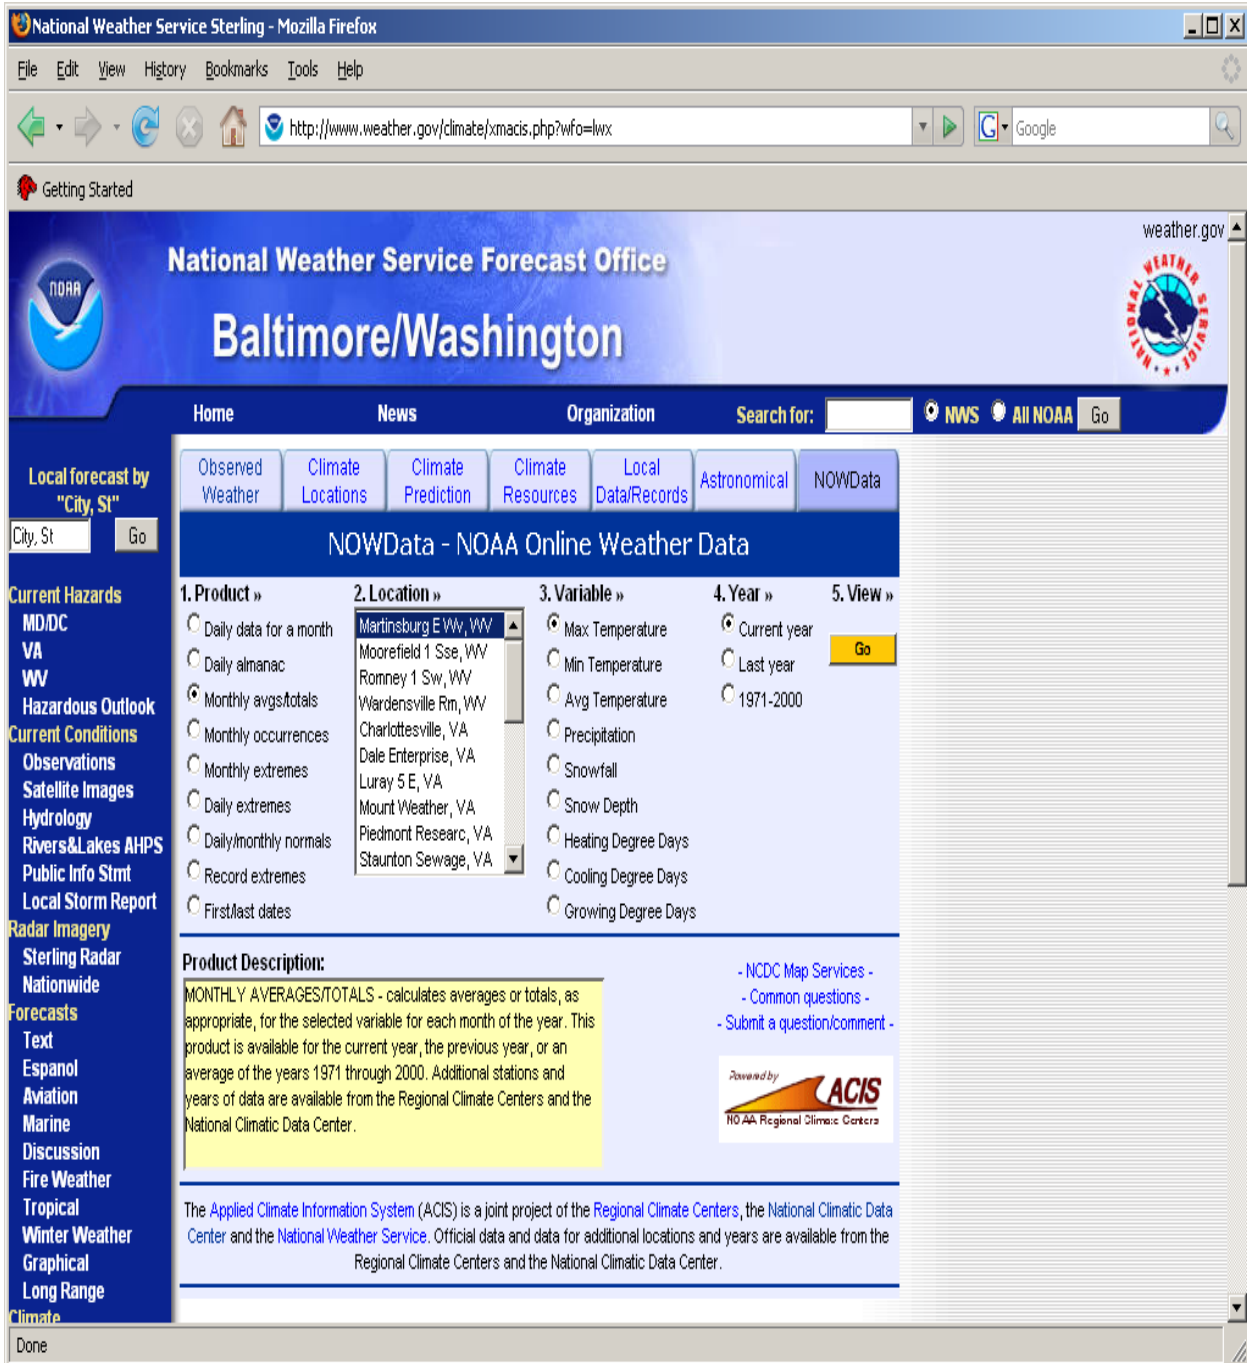 National Weather Service Sterling - Mozilla Firefox
File Edit View History Bookmarks Tools Help
http://www.weather.gov/climate/xmacis.php?wfo=lwx
G Google
Getting Started
weather.gov
NOAA
National Weather Service Forecast Office
Baltimore/Washington
NATIONAL WEATHER SERVICE
Home News Organization Search for: NWS All NOAA Go
Local forecast by
"City, St"
City, St Go
Current Hazards
MD/DC
VA
WV
Hazardous Outlook
Current Conditions
Observations
Satellite Images
Hydrology
Rivers&Lakes AHPS
Public Info Stmt
Local Storm Report
Radar Imagery
Sterling Radar
Nationwide
Forecasts
Text
Espanol
Aviation
Marine
Discussion
Fire Weather
Tropical
Winter Weather
Graphical
Long Range
Climate
Observed Weather
Climate Locations
Climate Prediction
Climate Resources
Local Data/Records
Astronomical
NOWData
NOWData - NOAA Online Weather Data
1. Product »
Daily data for a month
Daily almanac
Monthly avgs/totals
Monthly occurrences
Monthly extremes
Daily extremes
Daily/monthly normals
Record extremes
First/last dates
2. Location »
Martinsburg E Wv, WV
Moorefield 1 Sse, WV
Romney 1 Sw, WV
Wardensville Rm, WV
Charlottesville, VA
Dale Enterprise, VA
Luray 5 E, VA
Mount Weather, VA
Piedmont Researc, VA
Staunton Sewage, VA
3. Variable »
Max Temperature
Min Temperature
Avg Temperature
Precipitation
Snowfall
Snow Depth
Heating Degree Days
Cooling Degree Days
Growing Degree Days
4. Year »
Current year
Last year
1971-2000
5. View »
Go
Product Description:
MONTHLY AVERAGES/TOTALS - calculates averages or totals, as
appropriate, for the selected variable for each month of the year. This
product is available for the current year, the previous year, or an
average of the years 1971 through 2000. Additional stations and
years of data are available from the Regional Climate Centers and the
National Climatic Data Center.
- NCDC Map Services -
- Common questions -
- Submit a question/comment -
Powered by
ACIS
NOAA Regional Climate Centers
The Applied Climate Information System (ACIS) is a joint project of the Regional Climate Centers, the National Climatic Data
Center and the National Weather Service. Official data and data for additional locations and years are available from the
Regional Climate Centers and the National Climatic Data Center.
Done